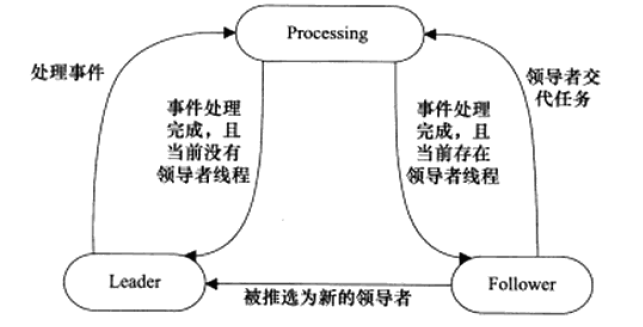 Processing
处理事件
领导者交
代任务
事件处理
完成，且
当前没有
领导者线程
事件处理
完成，且
当前存在
领导者线程
Leader
被推选为新的领导者
Follower